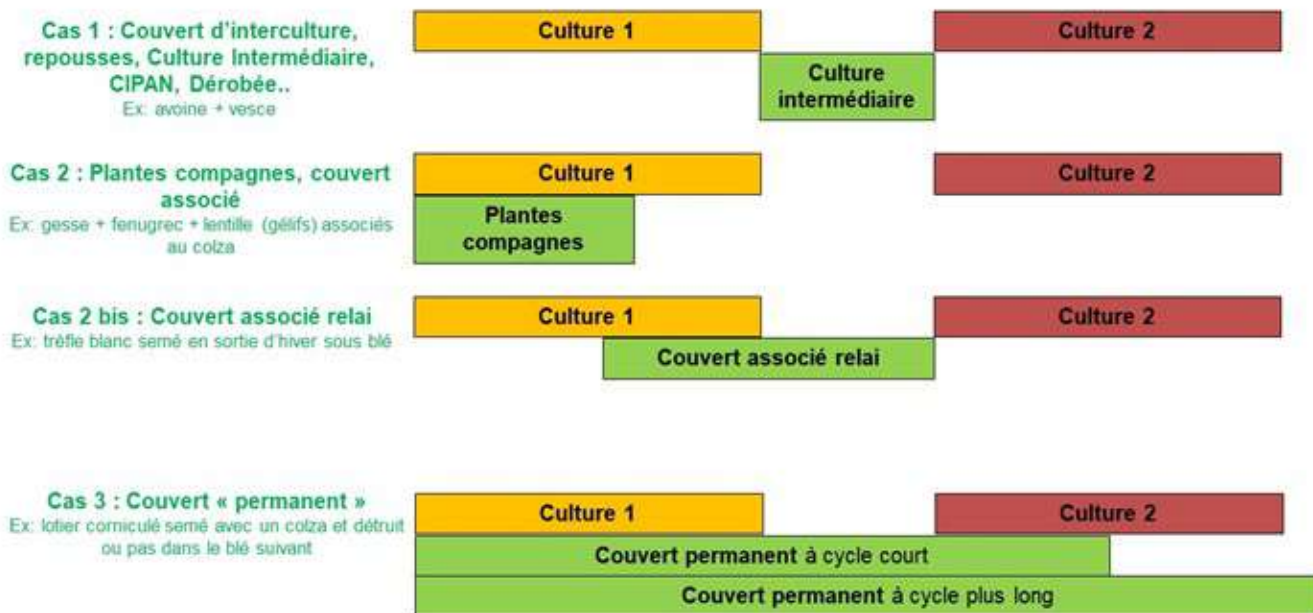 Cas 1 : Couvert d'interculture,
repousses, Culture Intermédiaire,
CIPAN, Dérobée..
Ex: avoine + vesce
Culture 1
Culture 2
Culture
intermédiaire
Cas 2 : Plantes compagnes, couvert
associé
Ex: gesse + fenugrec + lentille (gélifs) associés
au colza
Culture 1
Culture 2
Plantes
compagnes
Cas 2 bis : Couvert associé relai
Ex: trèfle blanc semé en sortie d'hiver sous blé
Culture 1
Culture 2
Couvert associé relai
Cas 3 : Couvert « permanent »
Ex: lotier corniculé semé avec un colza et détruit
ou pas dans le blé suivant
Culture 1
Culture 2
Couvert permanent à cycle court
Couvert permanent à cycle plus long